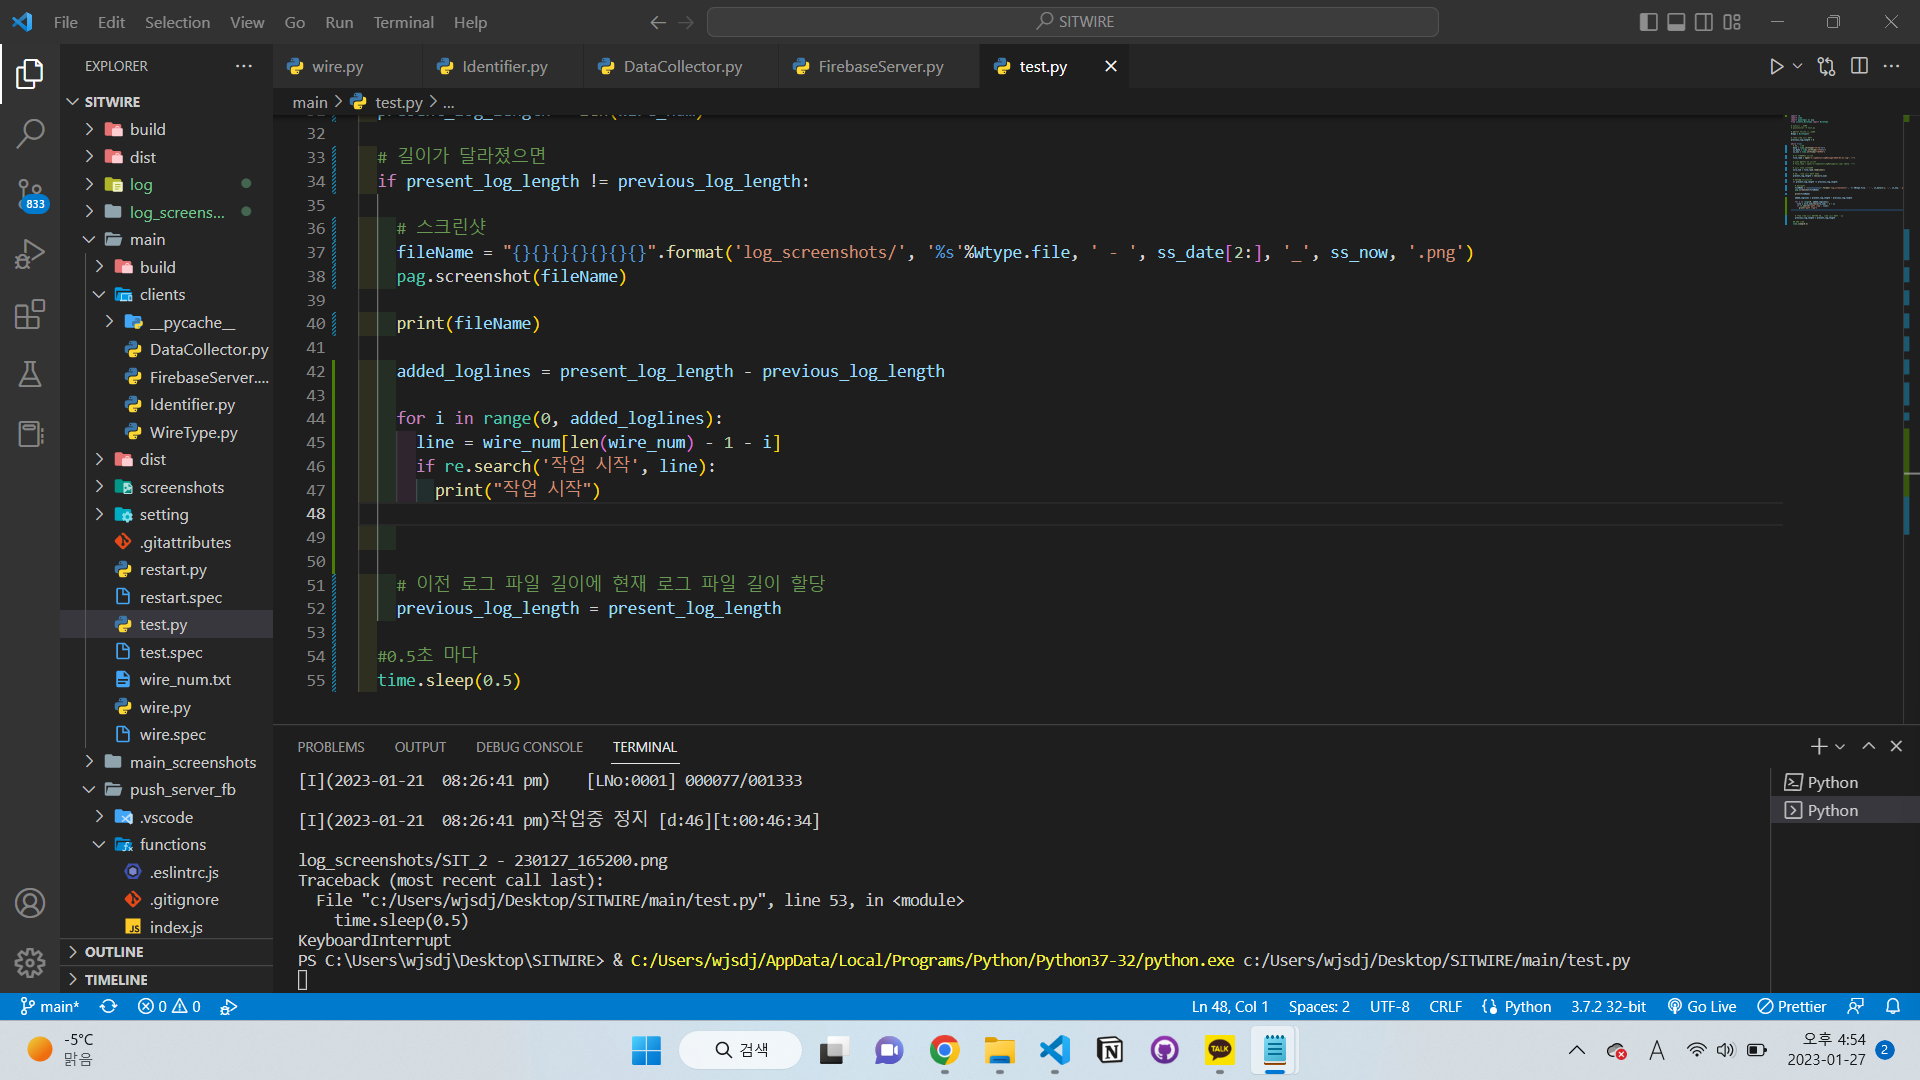 File Edit Selection View Go Run Terminal Help SITWIRE
EXPLORER
wire.py Identifier.py DataCollector.py FirebaseServer.py test.py
main > test.py > ...
SITWIRE
build
dist
log
log_screens...
main
build
clients
__pycache__
DataCollector.py
FirebaseServer....
Identifier.py
WireType.py
dist
screenshots
setting
.gitattributes
restart.py
restart.spec
test.py
test.spec
wire_num.txt
wire.py
wire.spec
main_screenshots
push_server_fb
.vscode
functions
.eslintrc.js
.gitignore
index.js
OUTLINE
TIMELINE
833
32
33 # 길이가 달라졌으면
34 if present_log_length != previous_log_length:
35
36 # 스크린샷
37 fileName = "{}{}{}{}{}{}{}".format('log_screenshots/', '%s'%Wtype.file, ' - ', ss_date[2:], '_', ss_now, '.png')
38 pag.screenshot(fileName)
39
40 print(fileName)
41
42 added_loglines = present_log_length - previous_log_length
43
44 for i in range(0, added_loglines):
45 line = wire_num[len(wire_num) - 1 - i]
46 if re.search('작업 시작', line):
47 print("작업 시작")
48
49
50
51 # 이전 로그 파일 길이에 현재 로그 파일 길이 할당
52 previous_log_length = present_log_length
53
54 #0.5초 마다
55 time.sleep(0.5)
PROBLEMS OUTPUT DEBUG CONSOLE TERMINAL
[I](2023-01-21 08:26:41 pm) [LNo:0001] 000077/001333
[I](2023-01-21 08:26:41 pm)작업중 정지 [d:46][t:00:46:34]
log_screenshots/SIT_2 - 230127_165200.png
Traceback (most recent call last):
File "c:/Users/wjsdj/Desktop/SITWIRE/main/test.py", line 53, in <module>
time.sleep(0.5)
KeyboardInterrupt
PS C:\Users\wjsdj\Desktop\SITWIRE> & C:/Users/wjsdj/AppData/Local/Programs/Python/Python37-32/python.exe c:/Users/wjsdj/Desktop/SITWIRE/main/test.py
Python
Python
main* 0 0 Ln 48, Col 1 Spaces: 2 UTF-8 CRLF Python 3.7.2 32-bit Go Live Prettier
-5°C
맑음
검색
TALK
A
오후 4:54
2023-01-27
2